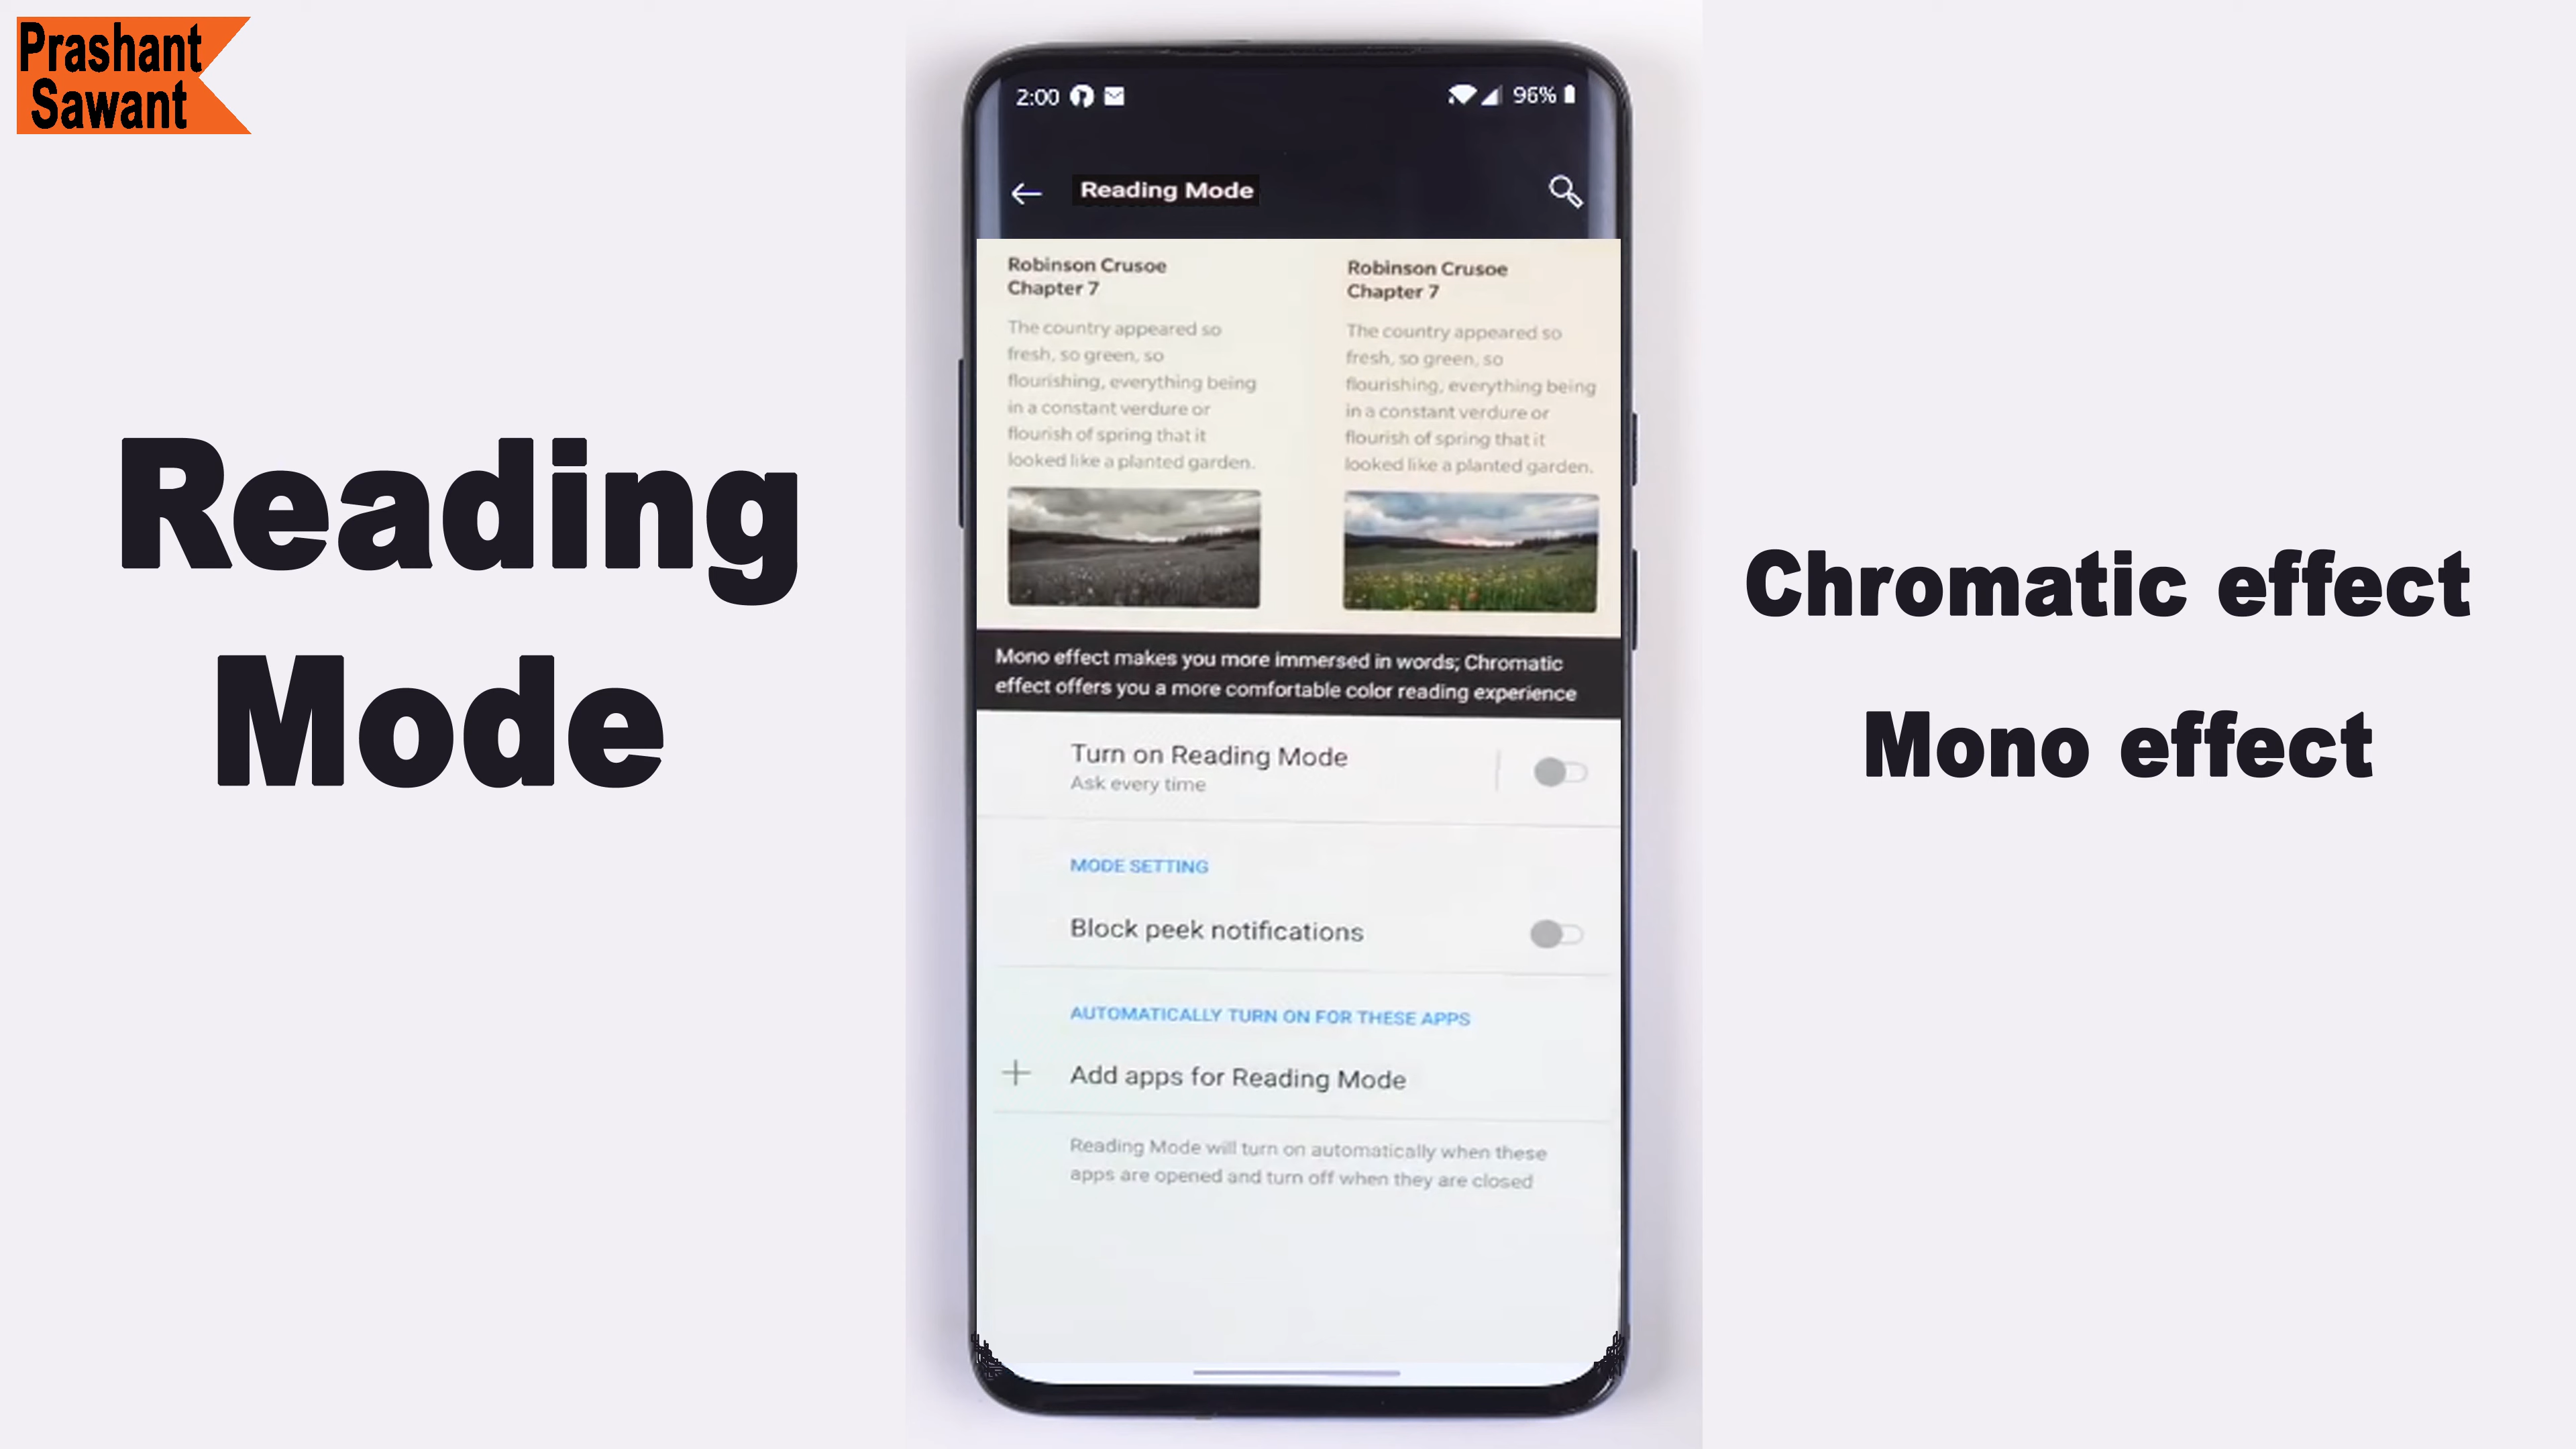 Prashant
Sawant
Reading
Mode
2:00
96%
Reading Mode
Robinson Crusoe
Chapter 7
The country appeared so
fresh, so green, so
flourishing, everything being
in a constant verdure or
flourish of spring that it
looked like a planted garden.
Robinson Crusoe
Chapter 7
The country appeared so
fresh, so green, so
flourishing, everything being
in a constant verdure or
flourish of spring that it
looked like a planted garden.
Mono effect makes you more immersed in words; Chromatic
effect offers you a more comfortable color reading experience
Turn on Reading Mode
Ask every time
MODE SETTING
Block peek notifications
AUTOMATICALLY TURN ON FOR THESE APPS
Add apps for Reading Mode
Reading Mode will turn on automatically when these
apps are opened and turn off when they are closed
Chromatic effect
Mono effect